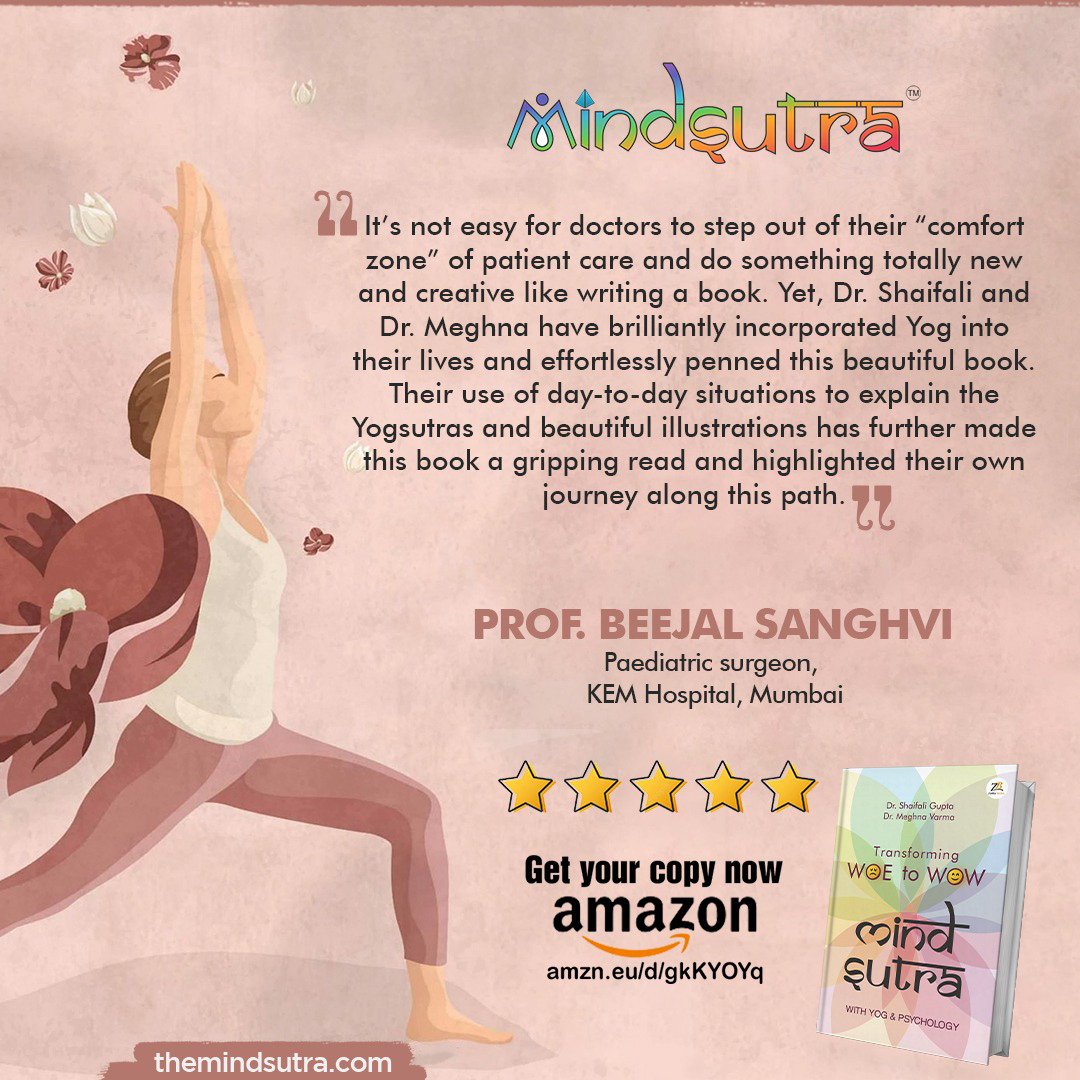 Mindsutra™
It's not easy for doctors to step out of their “comfort
zone” of patient care and do something totally new
and creative like writing a book. Yet, Dr. Shaifali and
Dr. Meghna have brilliantly incorporated Yog into
their lives and effortlessly penned this beautiful book.
Their use of day-to-day situations to explain the
Yogsutras and beautiful illustrations has further made
this book a gripping read and highlighted their own
journey along this path.
PROF. BEEJAL SANGHVI
Paediatric surgeon,
KEM Hospital, Mumbai
Get your copy now
amazon
amzn.eu/d/gkKYOYq
Dr. Shaifali Gupta
Dr. Meghna Varma
Transforming
WOE to WOW
mind
sutra
WITH YOG & PSYCHOLOGY
themindsutra.com